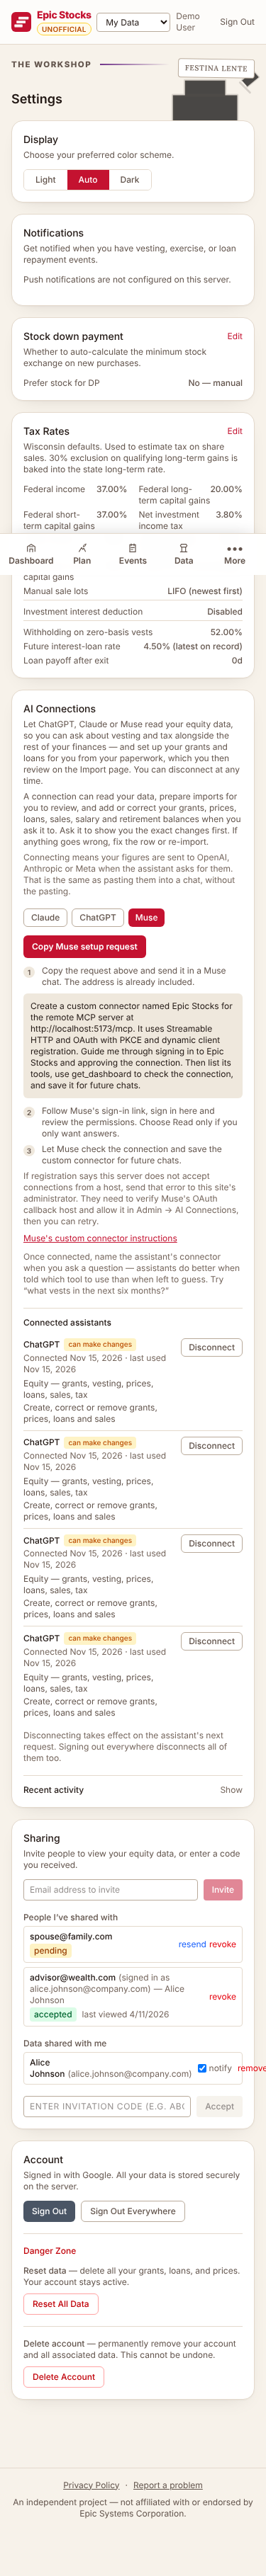 Epic Stocks
UNOFFICIAL
My Data
Demo
User
Sign Out
THE WORKSHOP
FESTINA LENTE
Settings
Display
Choose your preferred color scheme.
Light
Auto
Dark
Notifications
Get notified when you have vesting, exercise, or loan
repayment events.
Push notifications are not configured on this server.
Stock down payment
Edit
Whether to auto-calculate the minimum stock
exchange on new purchases.
Prefer stock for DP
No — manual
Tax Rates
Edit
Wisconsin defaults. Used to estimate tax on share
sales. 30% exclusion on qualifying long-term gains is
baked into the state long-term rate.
Federal income
37.00%
Federal long-
term capital gains
20.00%
Federal short-
term capital gains
37.00%
Net investment
income tax
3.80%
Dashboard
Plan
Events
Data
More
capital gains
Manual sale lots
LIFO (newest first)
Investment interest deduction
Disabled
Withholding on zero-basis vests
52.00%
Future interest-loan rate
4.50% (latest on record)
Loan payoff after exit
0d
AI Connections
Let ChatGPT, Claude or Muse read your equity data,
so you can ask about vesting and tax alongside the
rest of your finances — and set up your grants and
loans for you from your paperwork, which you then
review on the Import page. You can disconnect at any
time.
A connection can read your data, prepare imports for
you to review, and add or correct your grants, prices,
loans, sales, salary and retirement balances when you
ask it to. Ask it to show you the exact changes first. If
anything goes wrong, fix the row or re-import.
Connecting means your figures are sent to OpenAI,
Anthropic or Meta when the assistant asks for them.
That is the same as pasting them into a chat, without
the pasting.
Claude
ChatGPT
Muse
Copy Muse setup request
1
Copy the request above and send it in a Muse
chat. The address is already included.
Create a custom connector named Epic Stocks for
the remote MCP server at
http://localhost:5173/mcp. It uses Streamable
HTTP and OAuth with PKCE and dynamic client
registration. Guide me through signing in to Epic
Stocks and approving the connection. Then list its
tools, use get_dashboard to check the connection,
and save it for future chats.
2
Follow Muse's sign-in link, sign in here and
review the permissions. Choose Read only if you
only want answers.
3
Let Muse check the connection and save the
custom connector for future chats.
If registration says this server does not accept
connections from a host, send that error to this site's
administrator. They need to verify Muse's OAuth
callback host and allow it in Admin → AI Connections,
then you can retry.
Muse's custom connector instructions
Once connected, name the assistant's connector
when you ask a question — assistants do better when
told which tool to use than when left to guess. Try
"what vests in the next six months?"
Connected assistants
ChatGPT
can make changes
Disconnect
Connected Nov 15, 2026 · last used
Nov 15, 2026
Equity — grants, vesting, prices,
loans, sales, tax
Create, correct or remove grants,
prices, loans and sales
ChatGPT
can make changes
Disconnect
Connected Nov 15, 2026 · last used
Nov 15, 2026
Equity — grants, vesting, prices,
loans, sales, tax
Create, correct or remove grants,
prices, loans and sales
ChatGPT
can make changes
Disconnect
Connected Nov 15, 2026 · last used
Nov 15, 2026
Equity — grants, vesting, prices,
loans, sales, tax
Create, correct or remove grants,
prices, loans and sales
ChatGPT
can make changes
Disconnect
Connected Nov 15, 2026 · last used
Nov 15, 2026
Equity — grants, vesting, prices,
loans, sales, tax
Create, correct or remove grants,
prices, loans and sales
Disconnecting takes effect on the assistant's next
request. Signing out everywhere disconnects all of
them too.
Recent activity
Show
Sharing
Invite people to view your equity data, or enter a code
you received.
Email address to invite
Invite
People I've shared with
spouse@family.com
pending
resend revoke
advisor@wealth.com (signed in as
alice.johnson@company.com) — Alice
Johnson
revoke
accepted
last viewed 4/11/2026
Data shared with me
Alice
Johnson (alice.johnson@company.com)
notify
remove
ENTER INVITATION CODE (E.G. ABC
Accept
Account
Signed in with Google. All your data is stored securely
on the server.
Sign Out
Sign Out Everywhere
Danger Zone
Reset data — delete all your grants, loans, and prices.
Your account stays active.
Reset All Data
Delete account — permanently remove your account
and all associated data. This cannot be undone.
Delete Account
Privacy Policy · Report a problem
An independent project — not affiliated with or endorsed by
Epic Systems Corporation.